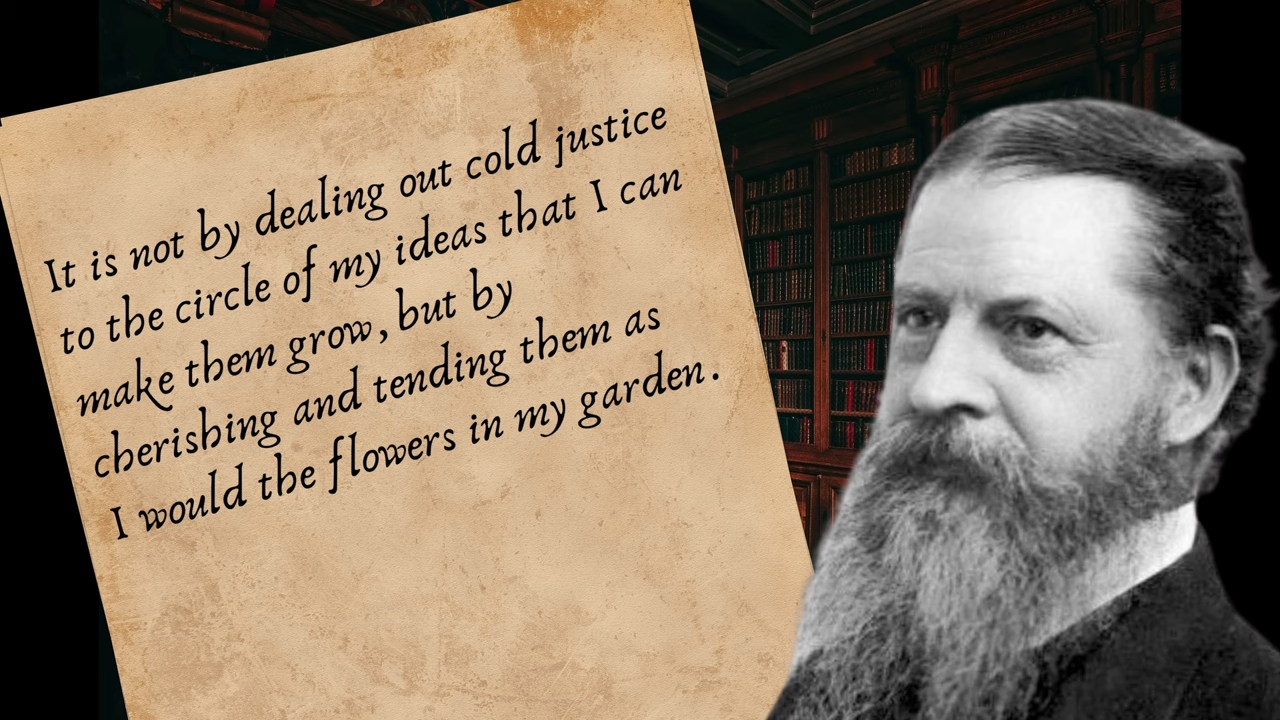 It is not by dealing out cold justice
to the circle of my ideas that I can
make them grow, but by
cherishing and tending them as
I would the flowers in my garden.